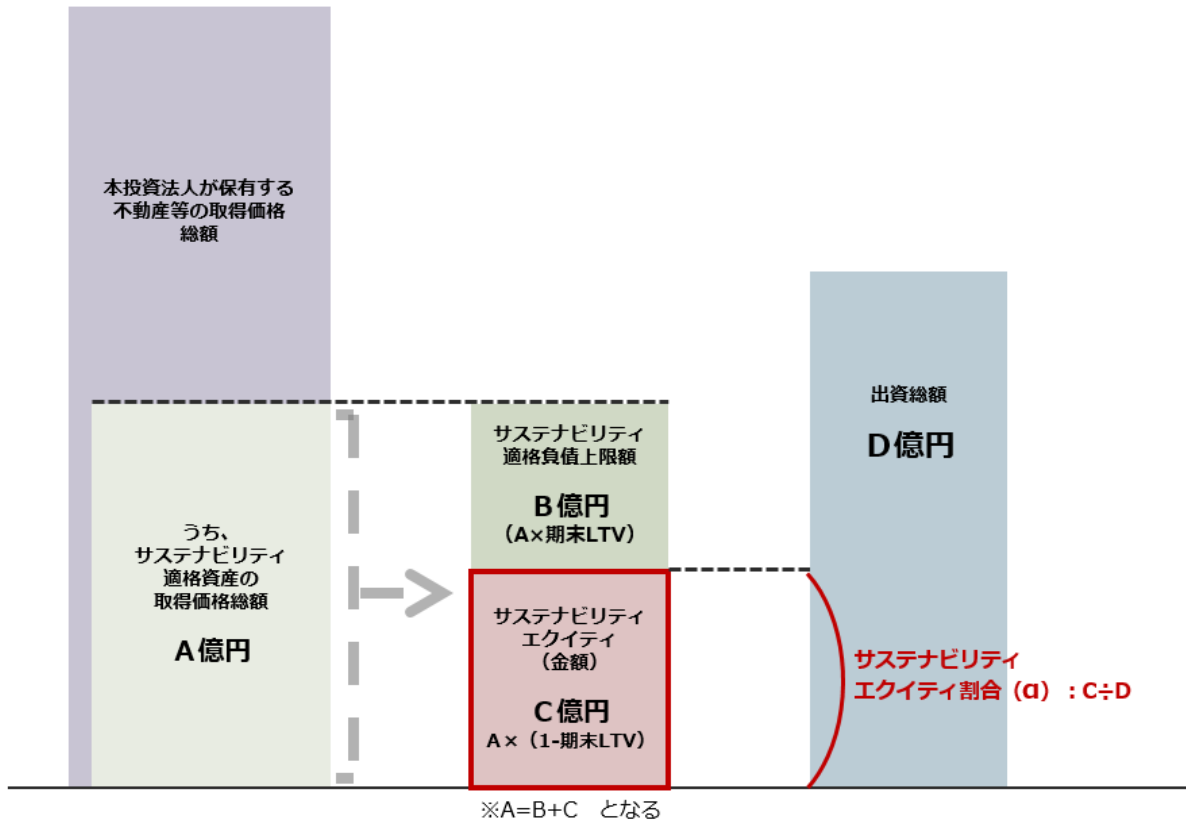 本投資法人が保有する
不動産等の取得価格
総額
うち、
サステナビリティ
適格資産の
取得価格総額
A億円
サステナビリティ
適格負債上限額
B億円
（A×期末LTV）
サステナビリティ
エクイティ
（金額）
C億円
A×（1-期末LTV）
出資総額
D億円
サステナビリティ
エクイティ割合（α）：C÷D
※A=B+C　となる